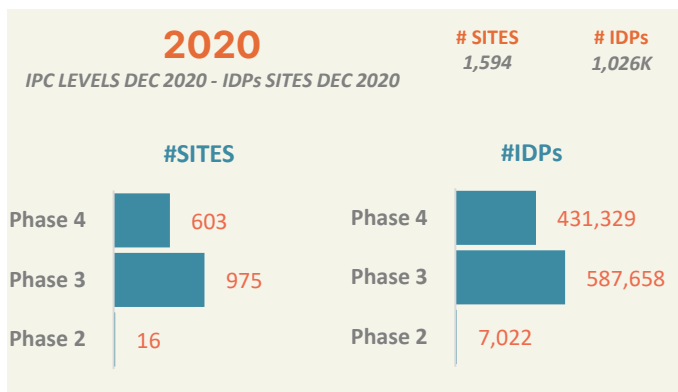 2020
IPC LEVELS DEC 2020 - IDPs SITES DEC 2020
# SITES
1,594
# IDPs
1,026K
#SITES
Phase 4 603
Phase 3 975
Phase 2 16
#IDPs
Phase 4 431,329
Phase 3 587,658
Phase 2 7,022